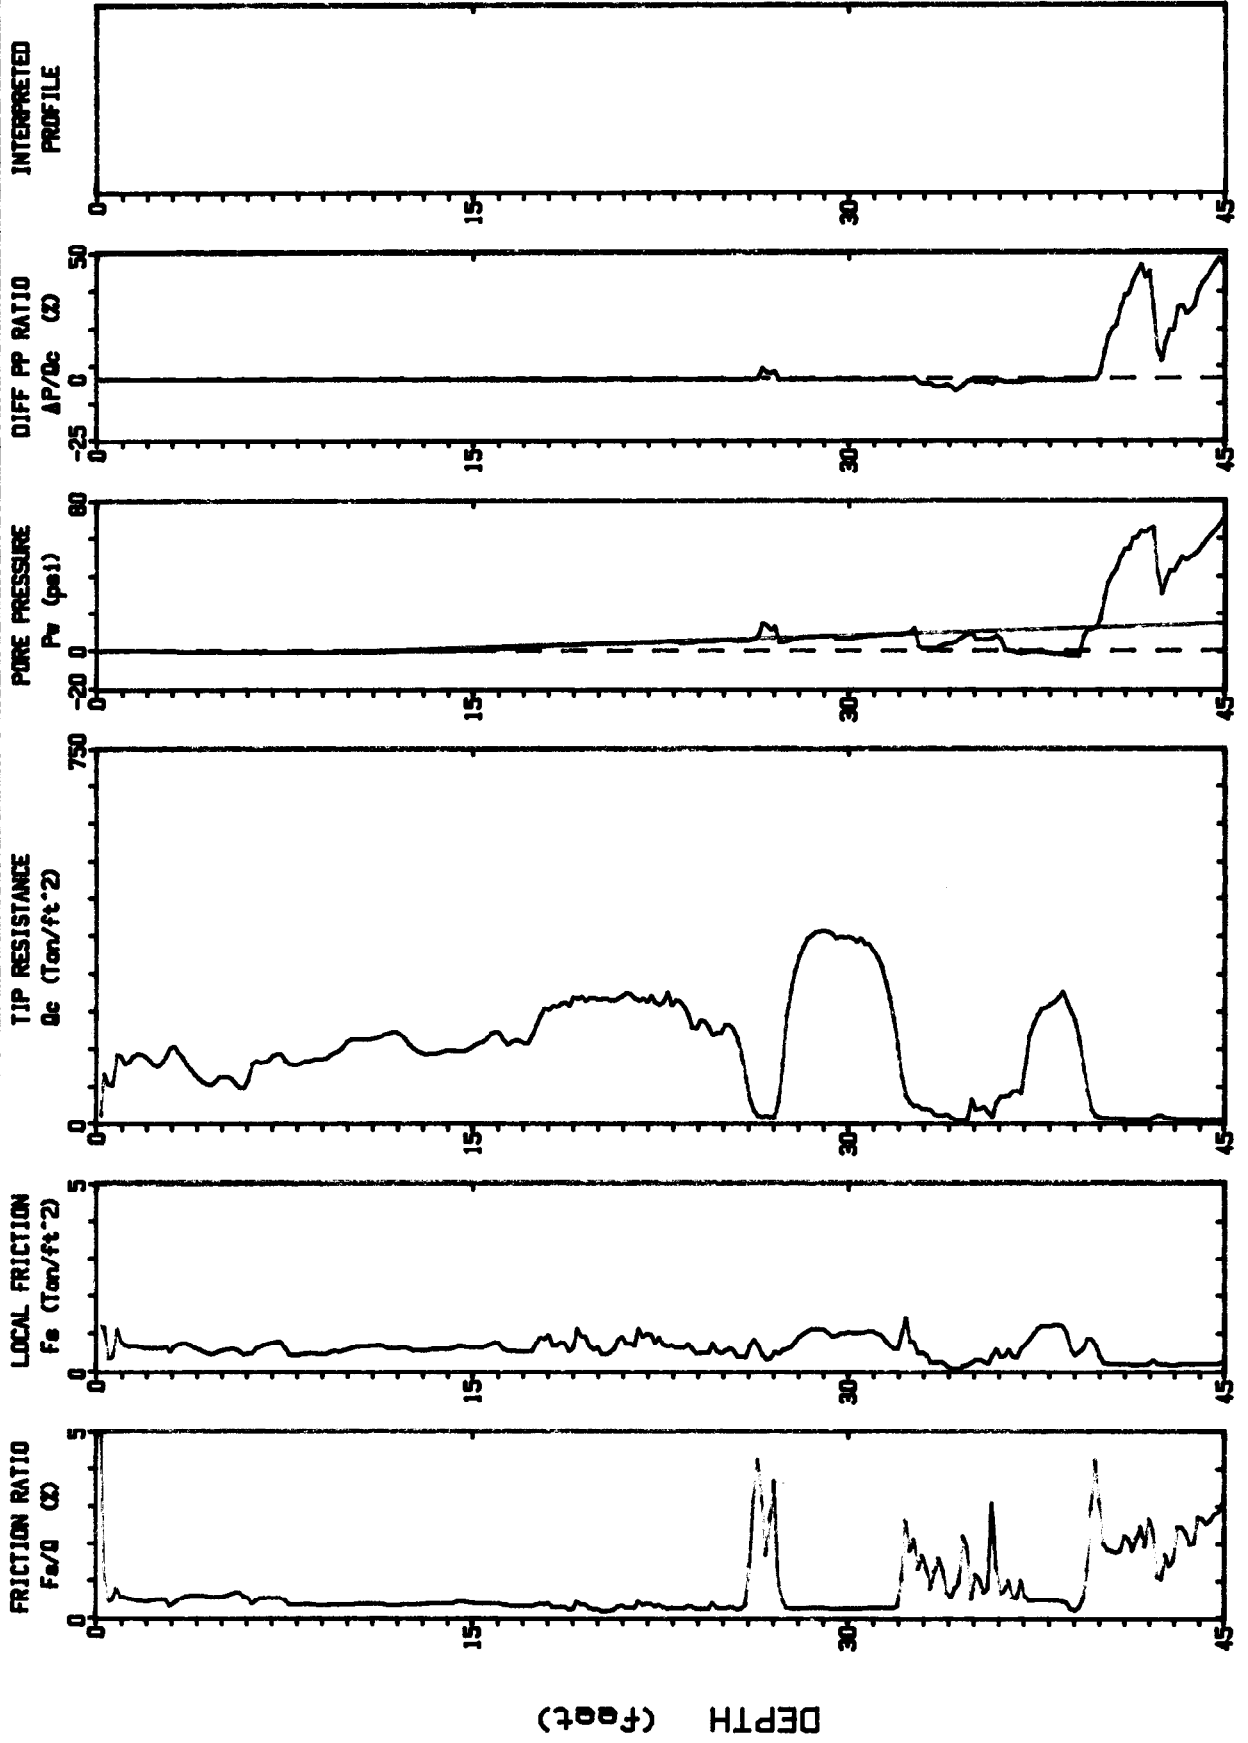 FRICTION RATIO
Fs/Q (%)
0 5
0
15
30
45
LOCAL FRICTION
Fs (Ton/ft^2)
0 5
0
15
30
45
TIP RESISTANCE
Qc (Ton/ft^2)
0 750
0
15
30
45
PORE PRESSURE
Pw (psi)
-20 0 80
0
15
30
45
DIFF PP RATIO
ΔP/Qc (%)
-25 0 50
0
15
30
45
INTERPRETED
PROFILE
0
15
30
45
DEPTH (feet)